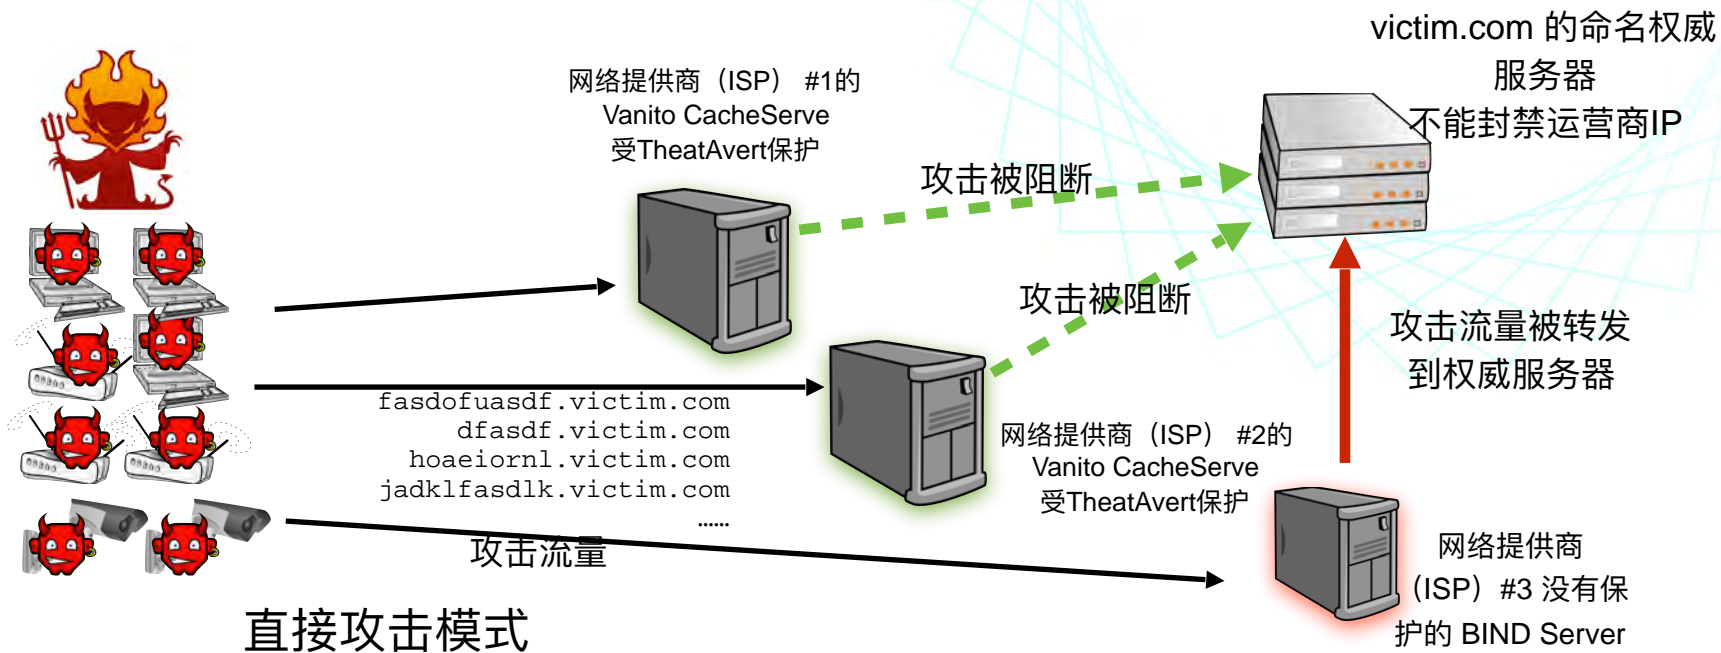 victim.com 的命名权威
服务器
不能封禁运营商IP
网络提供商（ISP） #1的
Vanito CacheServe
受TheatAvert保护
攻击被阻断
攻击被阻断
攻击流量被转发
到权威服务器
fasdofuasdf.victim.com
dfasdf.victim.com
hoaeiornl.victim.com
jadklfasdlk.victim.com
……
网络提供商（ISP） #2的
Vanito CacheServe
受TheatAvert保护
攻击流量
网络提供商
（ISP）#3 没有保
护的 BIND Server
直接攻击模式